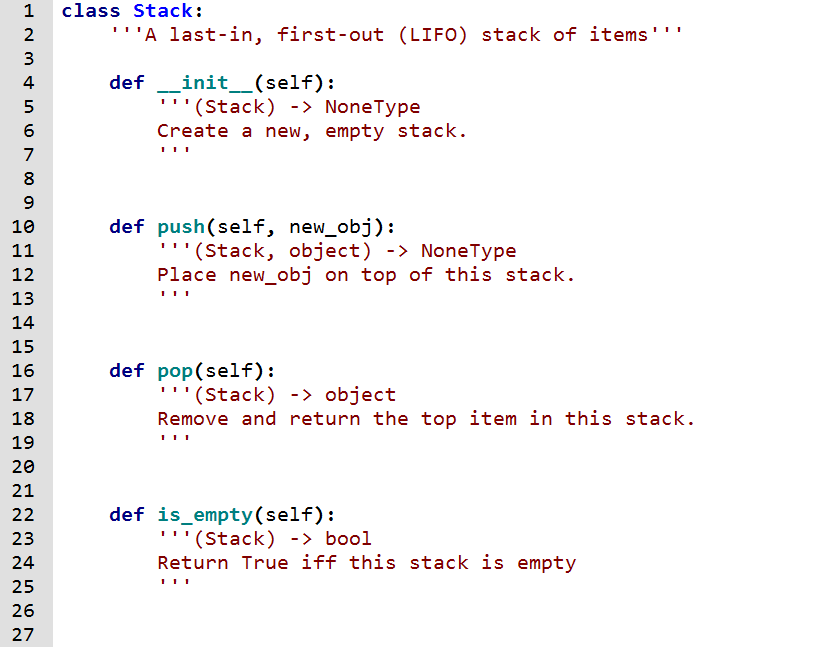 1 class Stack:
2     '''A last-in, first-out (LIFO) stack of items'''
3
4     def __init__(self):
5         '''(Stack) -> NoneType
6         Create a new, empty stack.
7         '''
8
9
10     def push(self, new_obj):
11         '''(Stack, object) -> NoneType
12         Place new_obj on top of this stack.
13         '''
14
15
16     def pop(self):
17         '''(Stack) -> object
18         Remove and return the top item in this stack.
19         '''
20
21
22     def is_empty(self):
23         '''(Stack) -> bool
24         Return True iff this stack is empty
25         '''
26
27